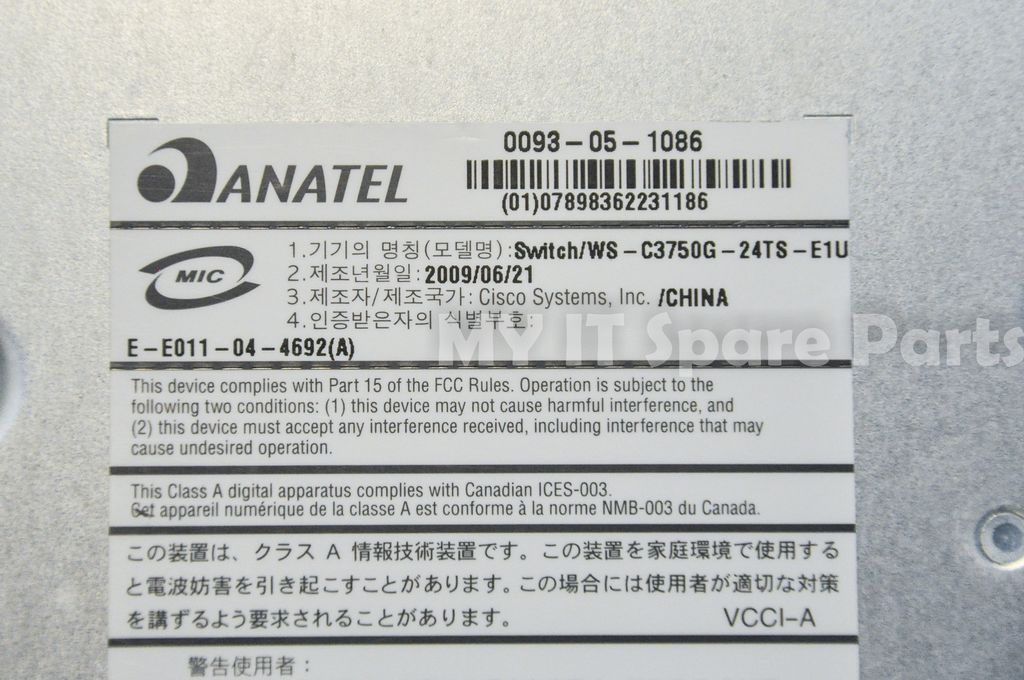 ANATEL
0093-05-1086
(01)07898362231186
MIC
1.기기의 명칭(모델명):Switch/WS-C3750G-24TS-E1U
2.제조년월일:2009/06/21
3.제조자/제조국가: Cisco Systems, Inc. /CHINA
4.인증받은자의 식별부호:
E-E011-04-4692(A)
MY IT Spare Parts
This device complies with Part 15 of the FCC Rules. Operation is subject to the
following two conditions: (1) this device may not cause harmful interference, and
(2) this device must accept any interference received, including interference that may
cause undesired operation.
This Class A digital apparatus complies with Canadian ICES-003.
Cet appareil numérique de la classe A est conforme à la norme NMB-003 du Canada.
この装置は、クラス A 情報技術装置です。この装置を家庭環境で使用する
と電波妨害を引き起こすことがあります。この場合には使用者が適切な対策
を講ずるよう要求されることがあります。 VCCI-A
警告使用者：